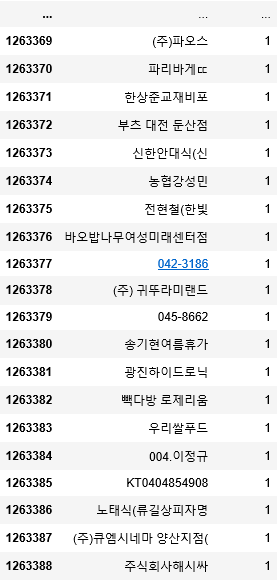 ... ... ...
1263369 (주)파오스 1
1263370 파리바게ㄸ 1
1263371 한상준교재비포 1
1263372 부츠 대전 둔산점 1
1263373 신한안대식(신 1
1263374 농협강성민 1
1263375 전현철(한빛 1
1263376 바오밥나무여성미래센터점 1
1263377 042-3186 1
1263378 (주) 귀뚜라미랜드 1
1263379 045-8662 1
1263380 송기현여름휴가 1
1263381 광진하이드로닉 1
1263382 빽다방 로제리움 1
1263383 우리쌀푸드 1
1263384 004.이정규 1
1263385 KT0404854908 1
1263386 노태식(류길상피자명 1
1263387 (주)큐엠시네마 양산지점( 1
1263388 주식회사해시싸 1